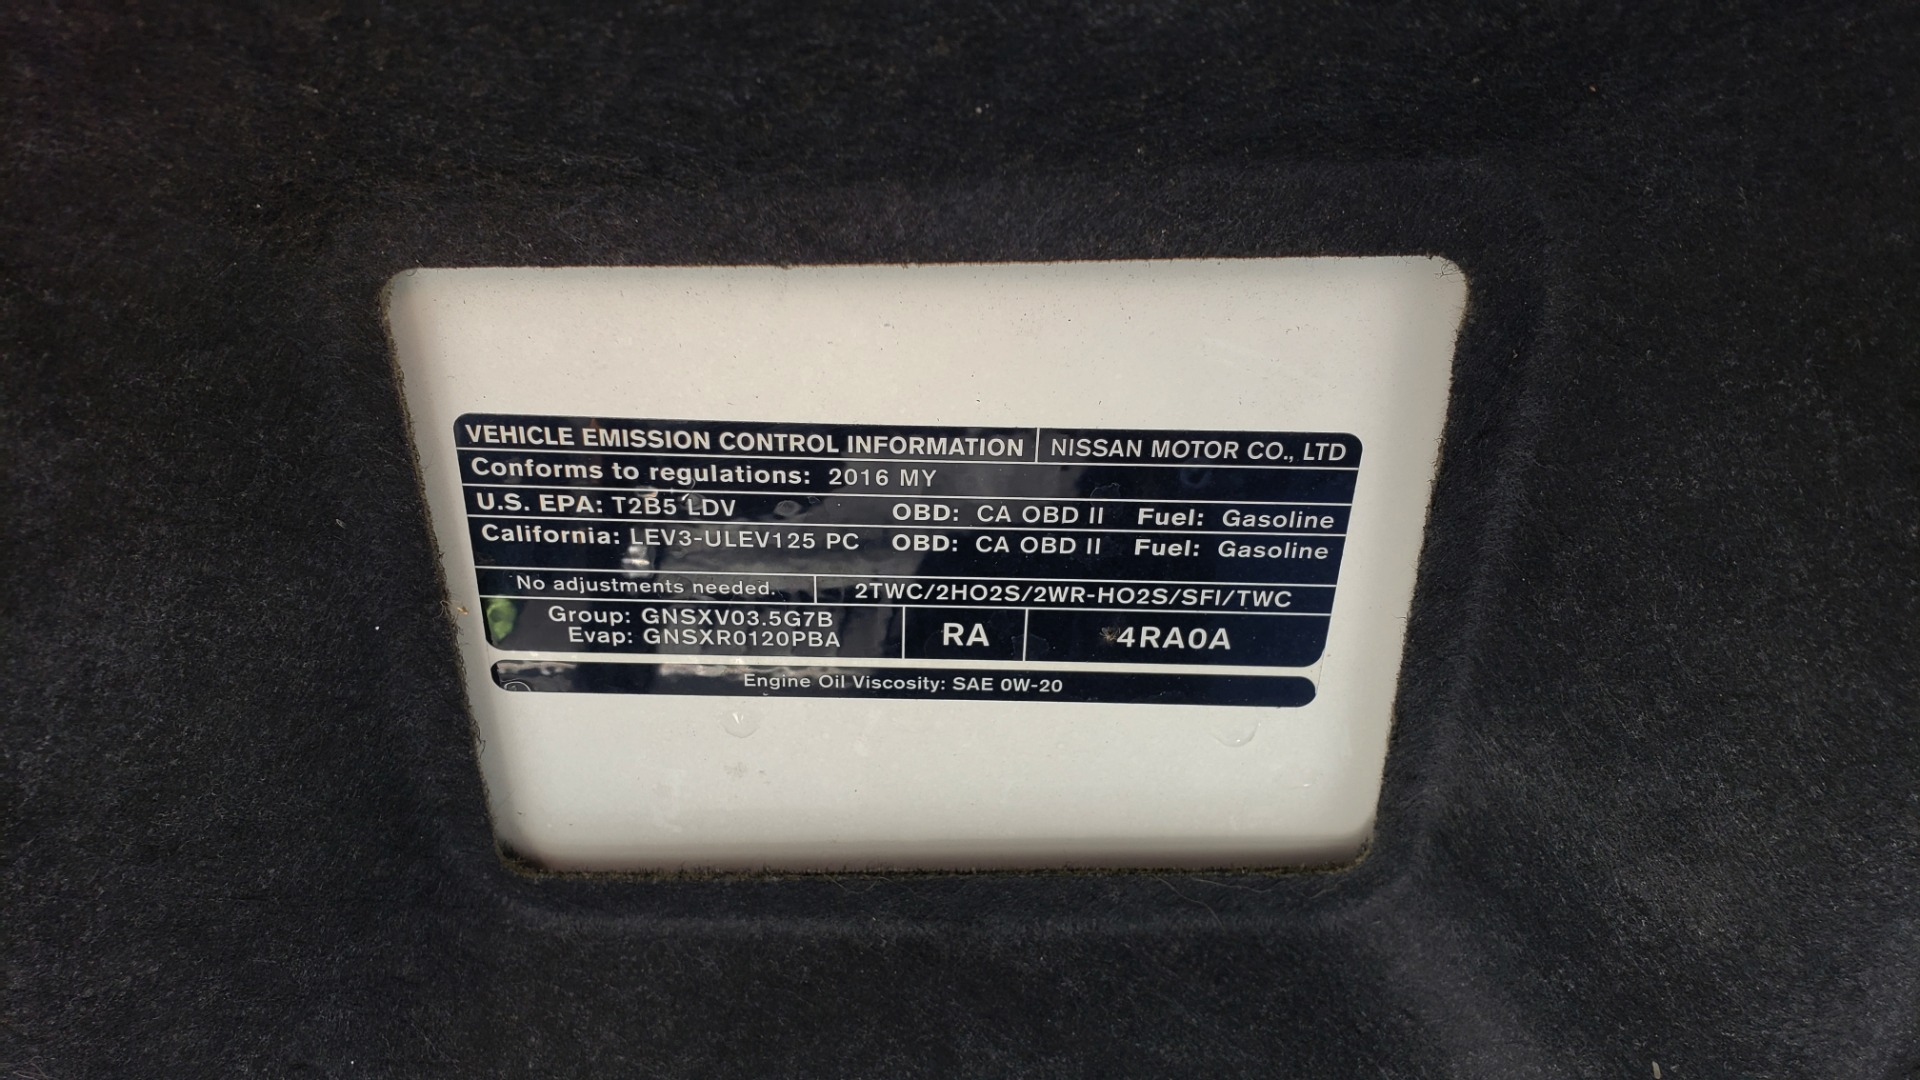 VEHICLE EMISSION CONTROL INFORMATION NISSAN MOTOR CO., LTD
Conforms to regulations: 2016 MY
U.S. EPA: T2B5 LDV OBD: CA OBD II Fuel: Gasoline
California: LEV3-ULEV125 PC OBD: CA OBD II Fuel: Gasoline
No adjustments needed. 2TWC/2HO2S/2WR-HO2S/SFI/TWC
Group: GNSXV03.5G7B
Evap: GNSXR0120PBA RA 4RA0A
Engine Oil Viscosity: SAE 0W-20